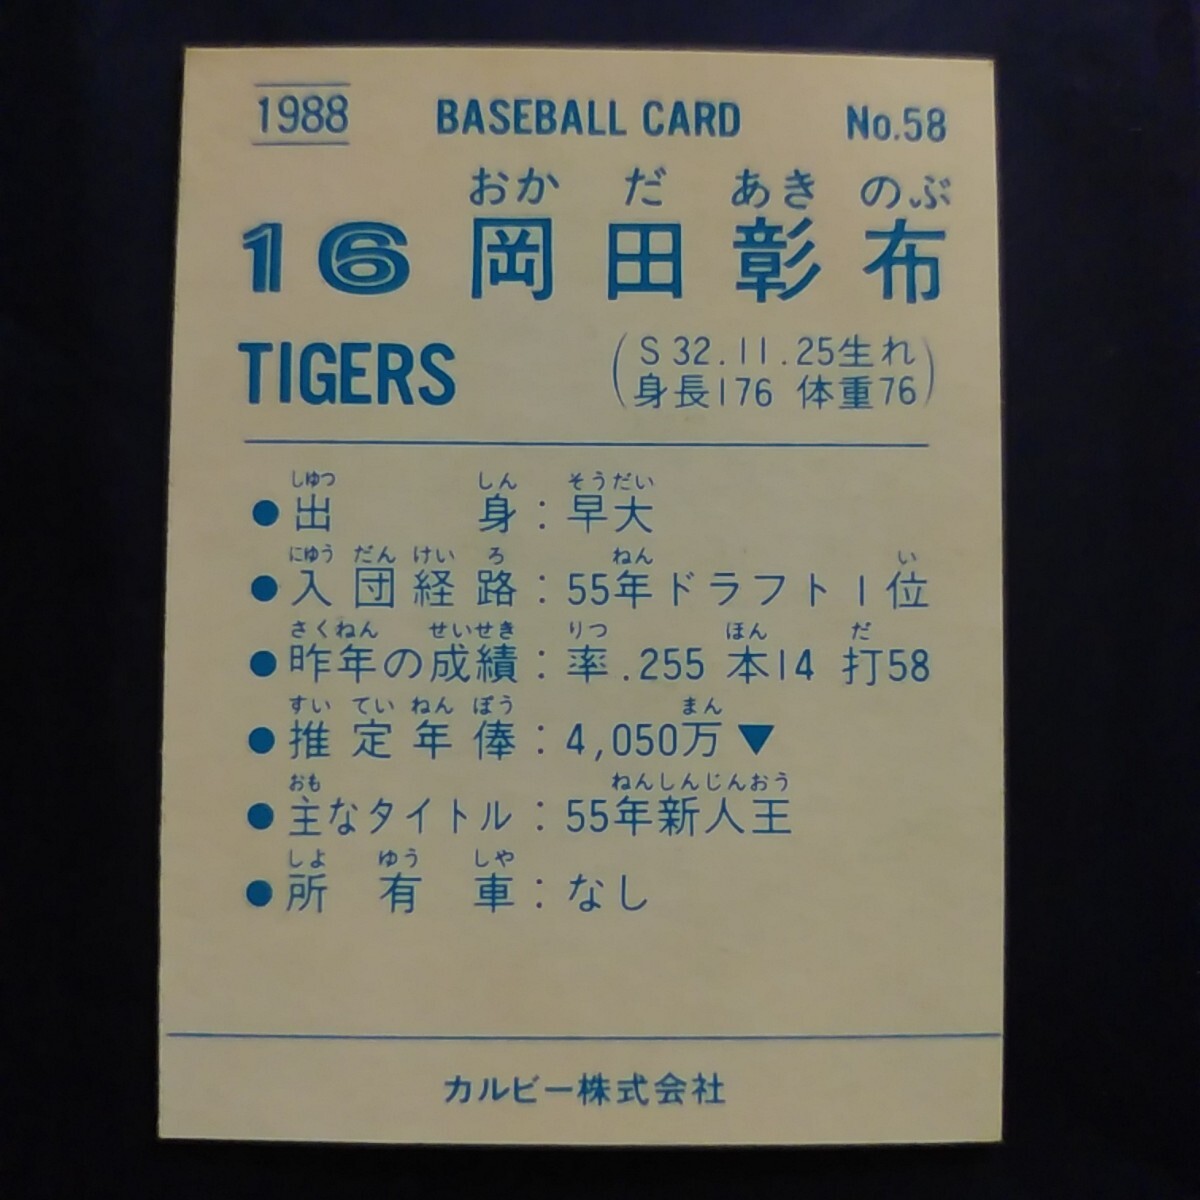 1988 BASEBALL CARD No.58
おか だ あき のぶ
16 岡田彰布
TIGERS
(S32.11.25生れ
身長176 体重76)
しゆつ しん そうだい
●出身:早大
にゆう だん けい ろ ねん い
●入団経路:55年ドラフト1位
さくねん せいせき りつ ほん だ
●昨年の成績:率.255 本14 打58
すい てい ねん ぽう まん
●推定年俸:4,050万▼
おも ねんしんじんおう
●主なタイトル:55年新人王
しよ ゆう しや
●所有車:なし
カルビー株式会社